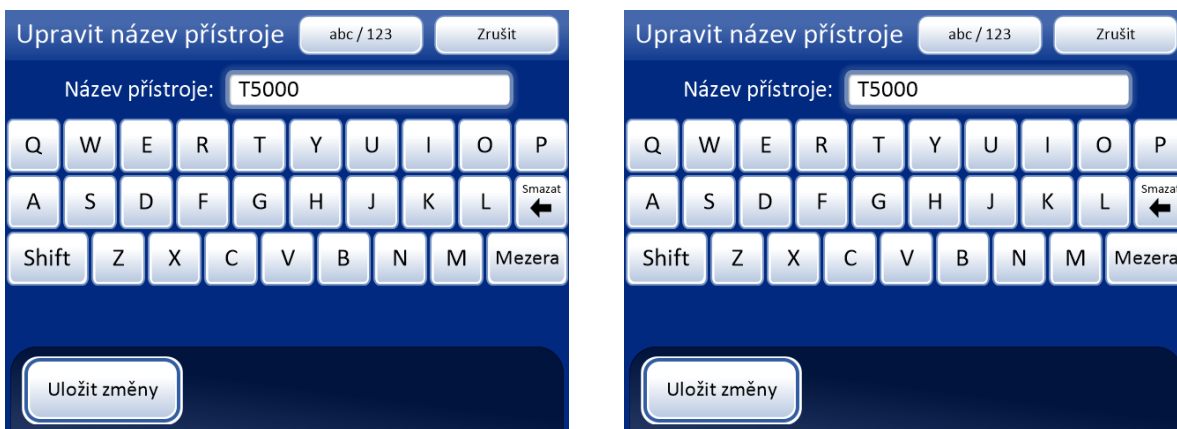 Upravit název přístroje abc / 123 Zrušit
Název přístroje: T5000
Q W E R T Y U I O P
A S D F G H J K L Smazat
Shift Z X C V B N M Mezera
Uložit změny
Upravit název přístroje abc / 123 Zrušit
Název přístroje: T5000
Q W E R T Y U I O P
A S D F G H J K L Smazat
Shift Z X C V B N M Mezera
Uložit změny